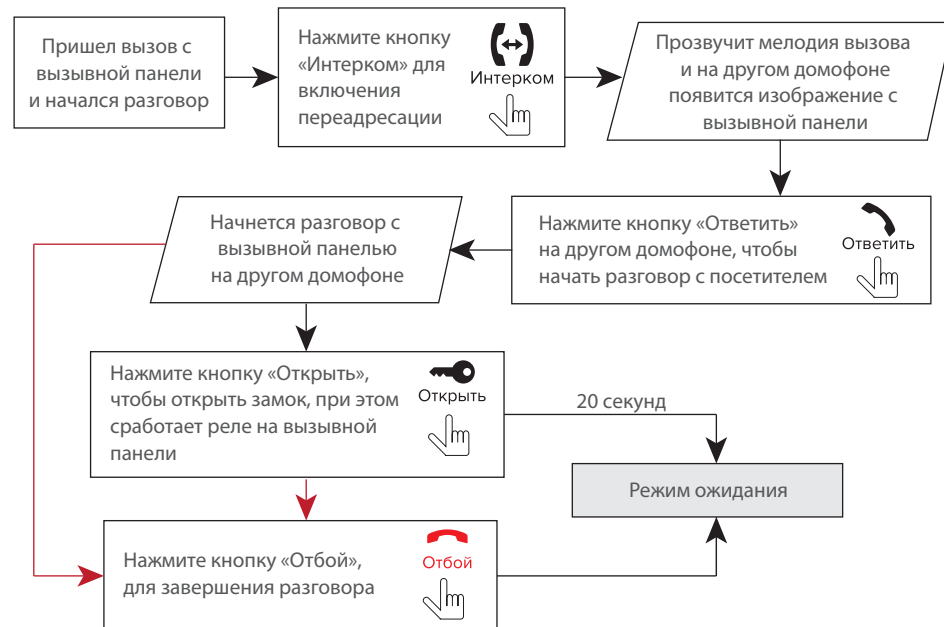 Пришел вызов с
вызывной панели
и начался разговор
Нажмите кнопку
«Интерком» для
включения
переадресации
Интерком
Прозвучит мелодия вызова
и на другом домофоне
появится изображение с
вызывной панели
Нажмите кнопку «Ответить»
на другом домофоне, чтобы
начать разговор с посетителем
Ответить
Начнется разговор с
вызывной панелью
на другом домофоне
Нажмите кнопку «Открыть»,
чтобы открыть замок, при этом
сработает реле на вызывной
панели
Открыть
20 секунд
Режим ожидания
Нажмите кнопку «Отбой»,
для завершения разговора
Отбой